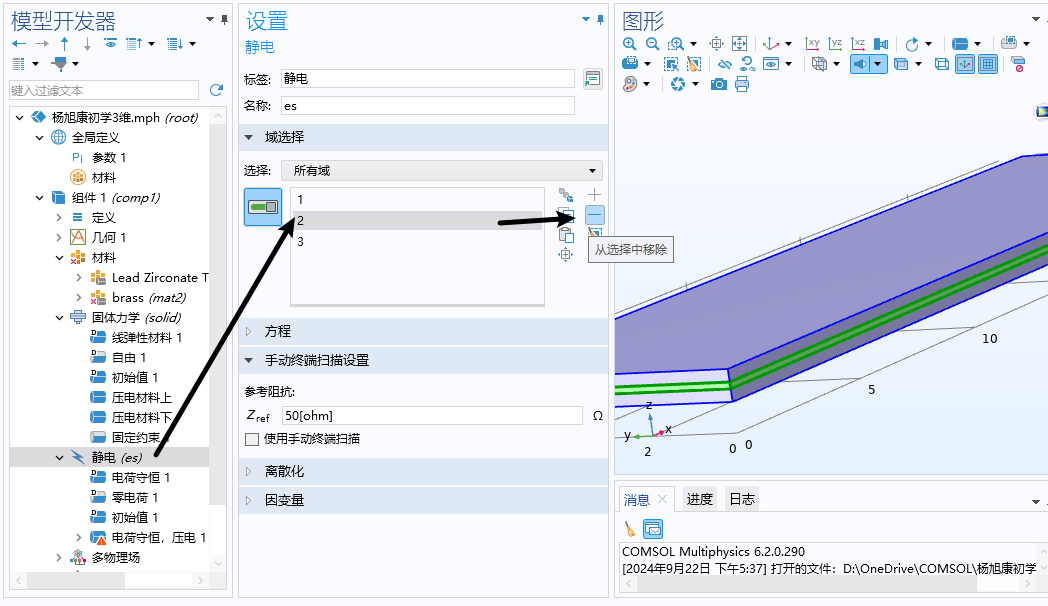 模型开发器
键入过滤文本
杨旭康初学3维.mph (root)
全局定义
Pi 参数 1
材料
组件 1 (comp1)
定义
几何 1
材料
Lead Zirconate T
brass (mat2)
固体力学 (solid)
线弹性材料 1
自由 1
初始值 1
压电材料上
压电材料下
固定约束
静电 (es)
电荷守恒 1
零电荷 1
初始值 1
电荷守恒，压电 1
多物理场
设置
静电
标签: 静电
名称: es
域选择
选择: 所有域
1
2
3
从选择中移除
方程
手动终端扫描设置
参考阻抗:
Zref 50[ohm] Ω
使用手动终端扫描
离散化
因变量
图形
xy yz xz
10
5
0 0
2
z
y x
消息 进度 日志
COMSOL Multiphysics 6.2.0.290
[2024年9月22日 下午5:37] 打开的文件: D:\OneDrive\COMSOL\杨旭康初学